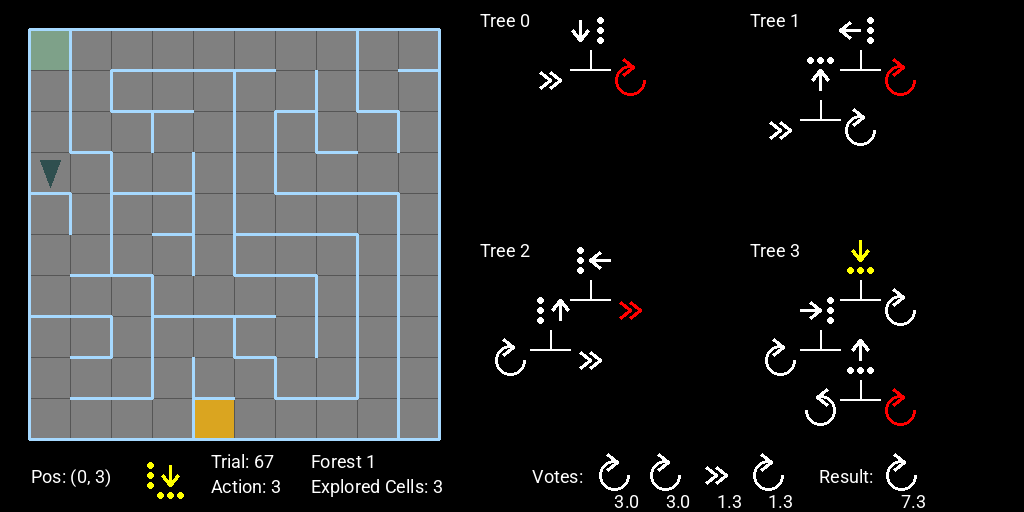 Tree 0
Tree 1
Tree 2
Tree 3
Pos: (0, 3)
Trial: 67
Action: 3
Forest 1
Explored Cells: 3
Votes:
3.0
3.0
1.3
1.3
Result:
7.3